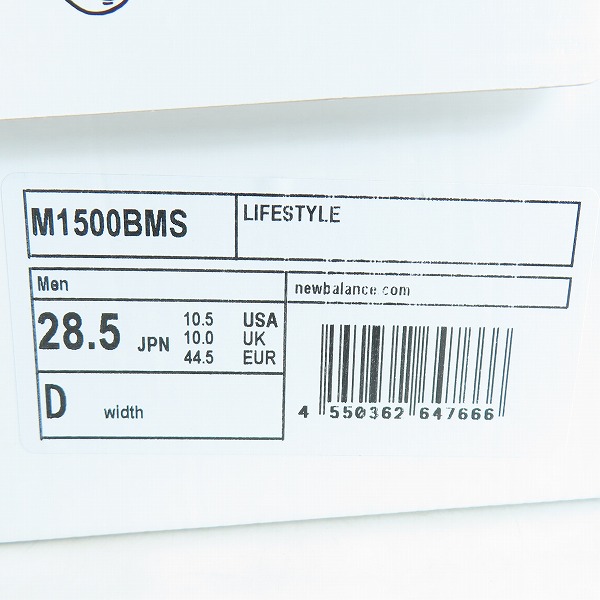 M1500BMS
LIFESTYLE
Men
newbalance.com
28.5 JPN
10.5 USA
10.0 UK
44.5 EUR
D width
4 550362 647666